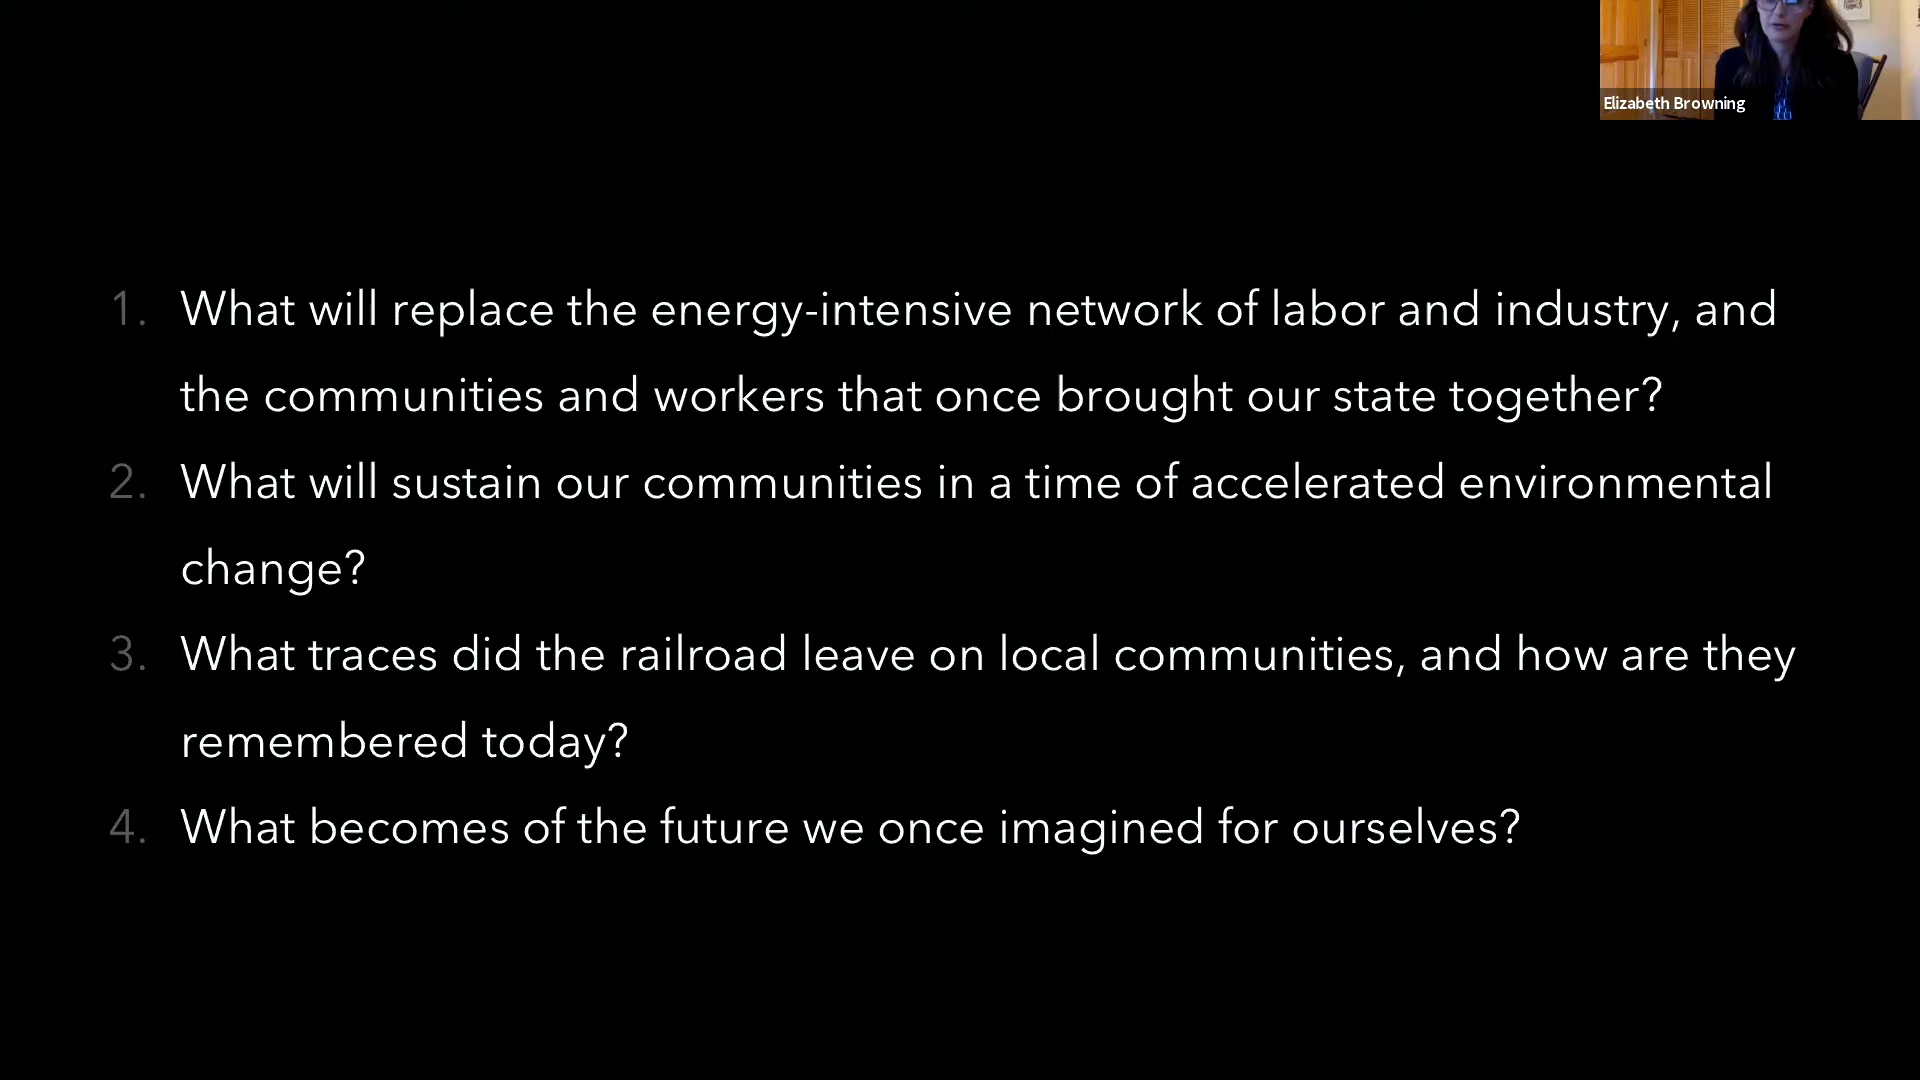 Elizabeth Browning
1. What will replace the energy-intensive network of labor and industry, and
the communities and workers that once brought our state together?
2. What will sustain our communities in a time of accelerated environmental
change?
3. What traces did the railroad leave on local communities, and how are they
remembered today?
4. What becomes of the future we once imagined for ourselves?